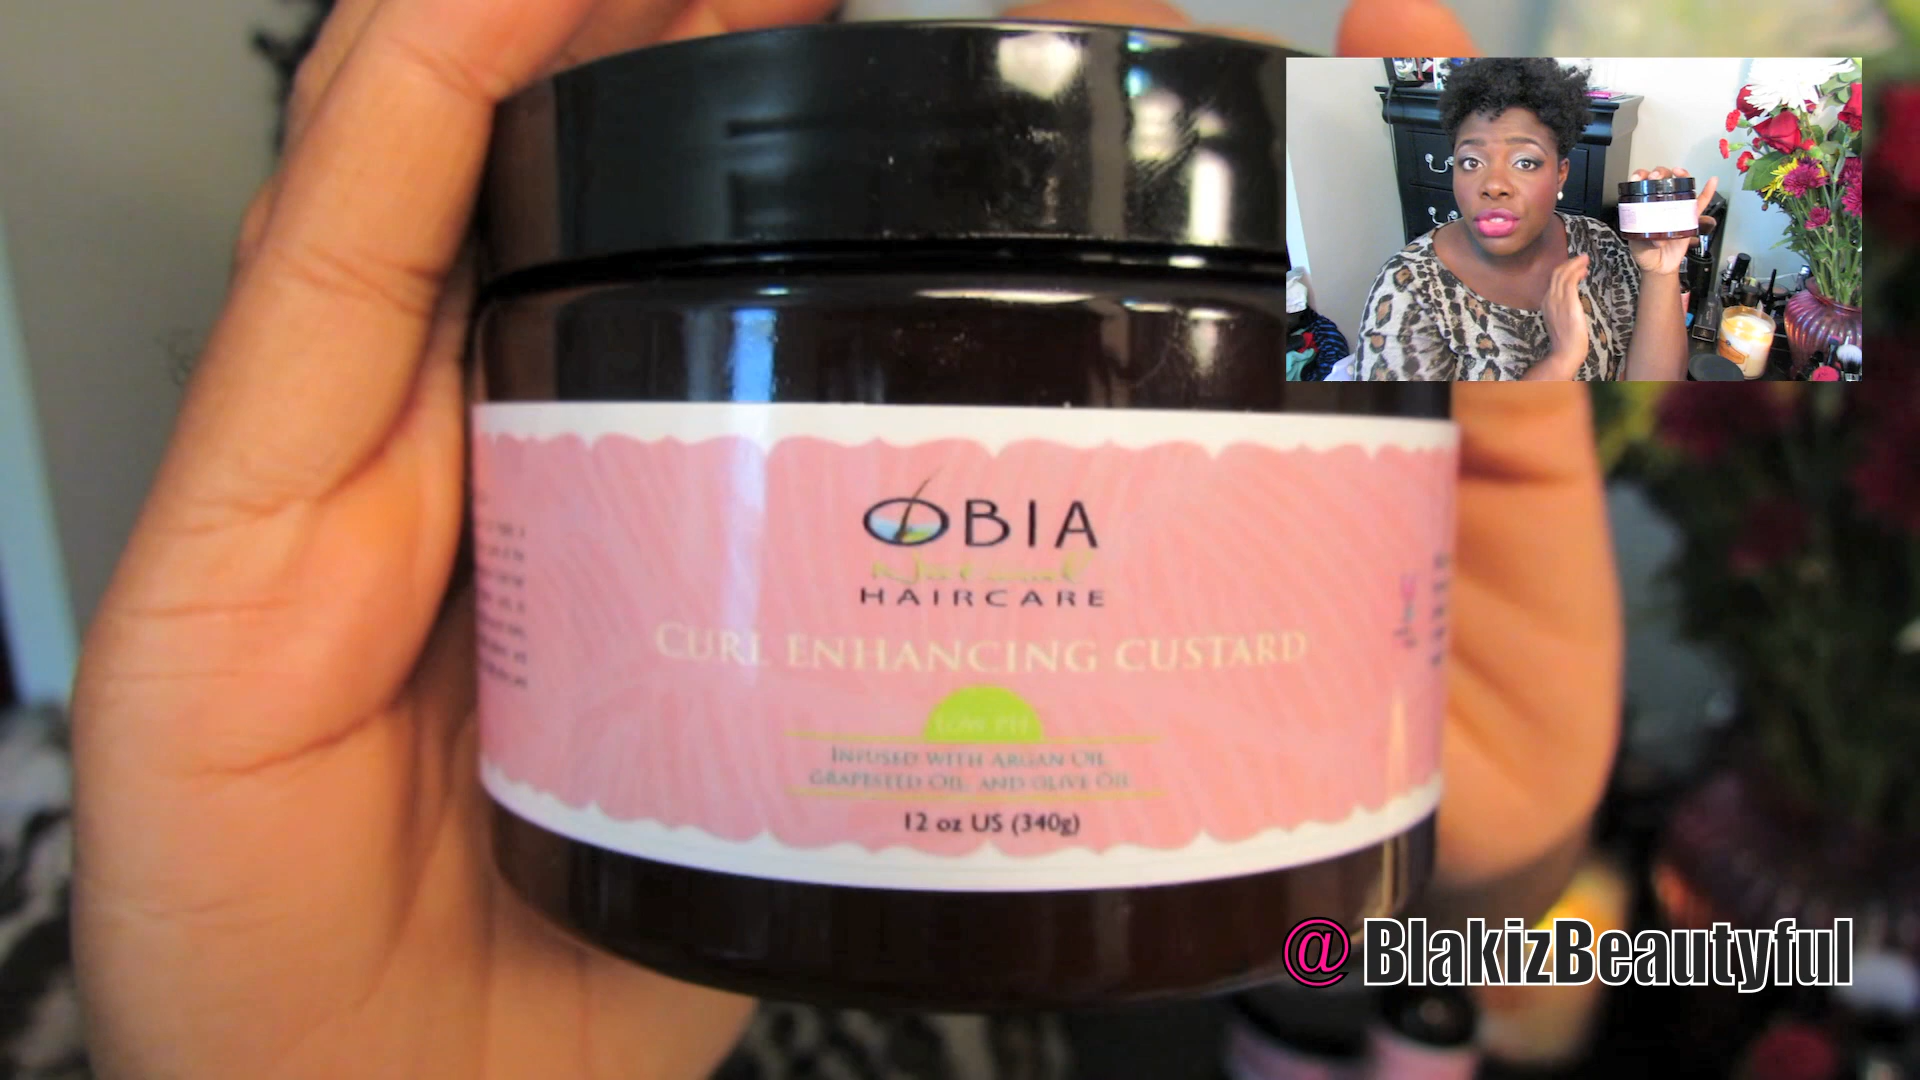 OBIA
Natural
HAIRCARE
CURL ENHANCING CUSTARD
LOW PH
INFUSED WITH ARGAN OIL
GRAPESEED OIL, AND OLIVE OIL
12 oz US (340g)
@BlakizBeautyful